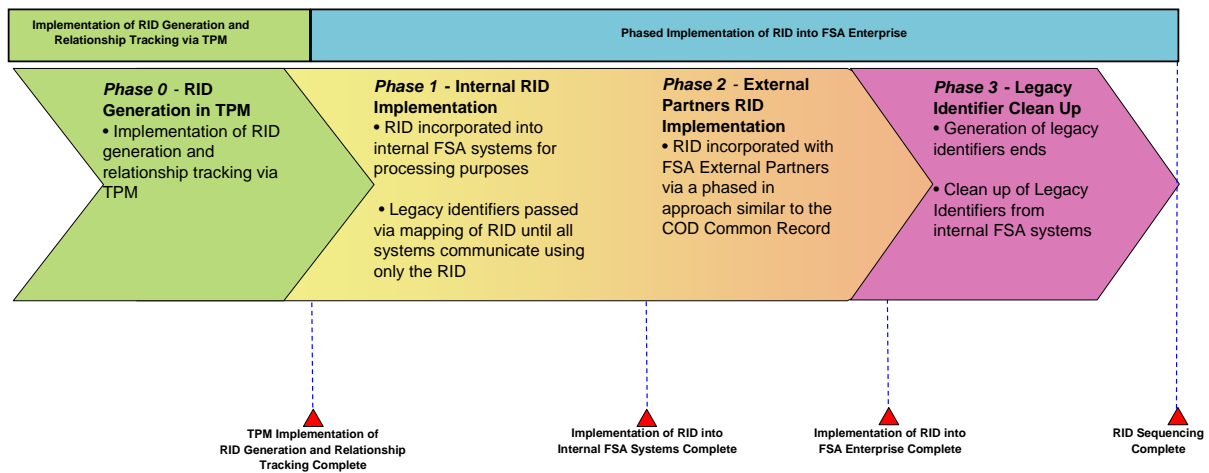 Implementation of RID Generation and
Relationship Tracking via TPM
Phased Implementation of RID into FSA Enterprise
Phase 0 - RID
Generation in TPM
• Implementation of RID
generation and
relationship tracking via
TPM
Phase 1 - Internal RID
Implementation
• RID incorporated into
internal FSA systems for
processing purposes
• Legacy identifiers passed
via mapping of RID until all
systems communicate using
only the RID
Phase 2 - External
Partners RID
Implementation
• RID incorporated with
FSA External Partners
via a phased in
approach similar to the
COD Common Record
Phase 3 - Legacy
Identifier Clean Up
• Generation of legacy
identifiers ends
• Clean up of Legacy
Identifiers from
internal FSA systems
TPM Implementation of
RID Generation and Relationship
Tracking Complete
Implementation of RID into
Internal FSA Systems Complete
Implementation of RID into
FSA Enterprise Complete
RID Sequencing
Complete